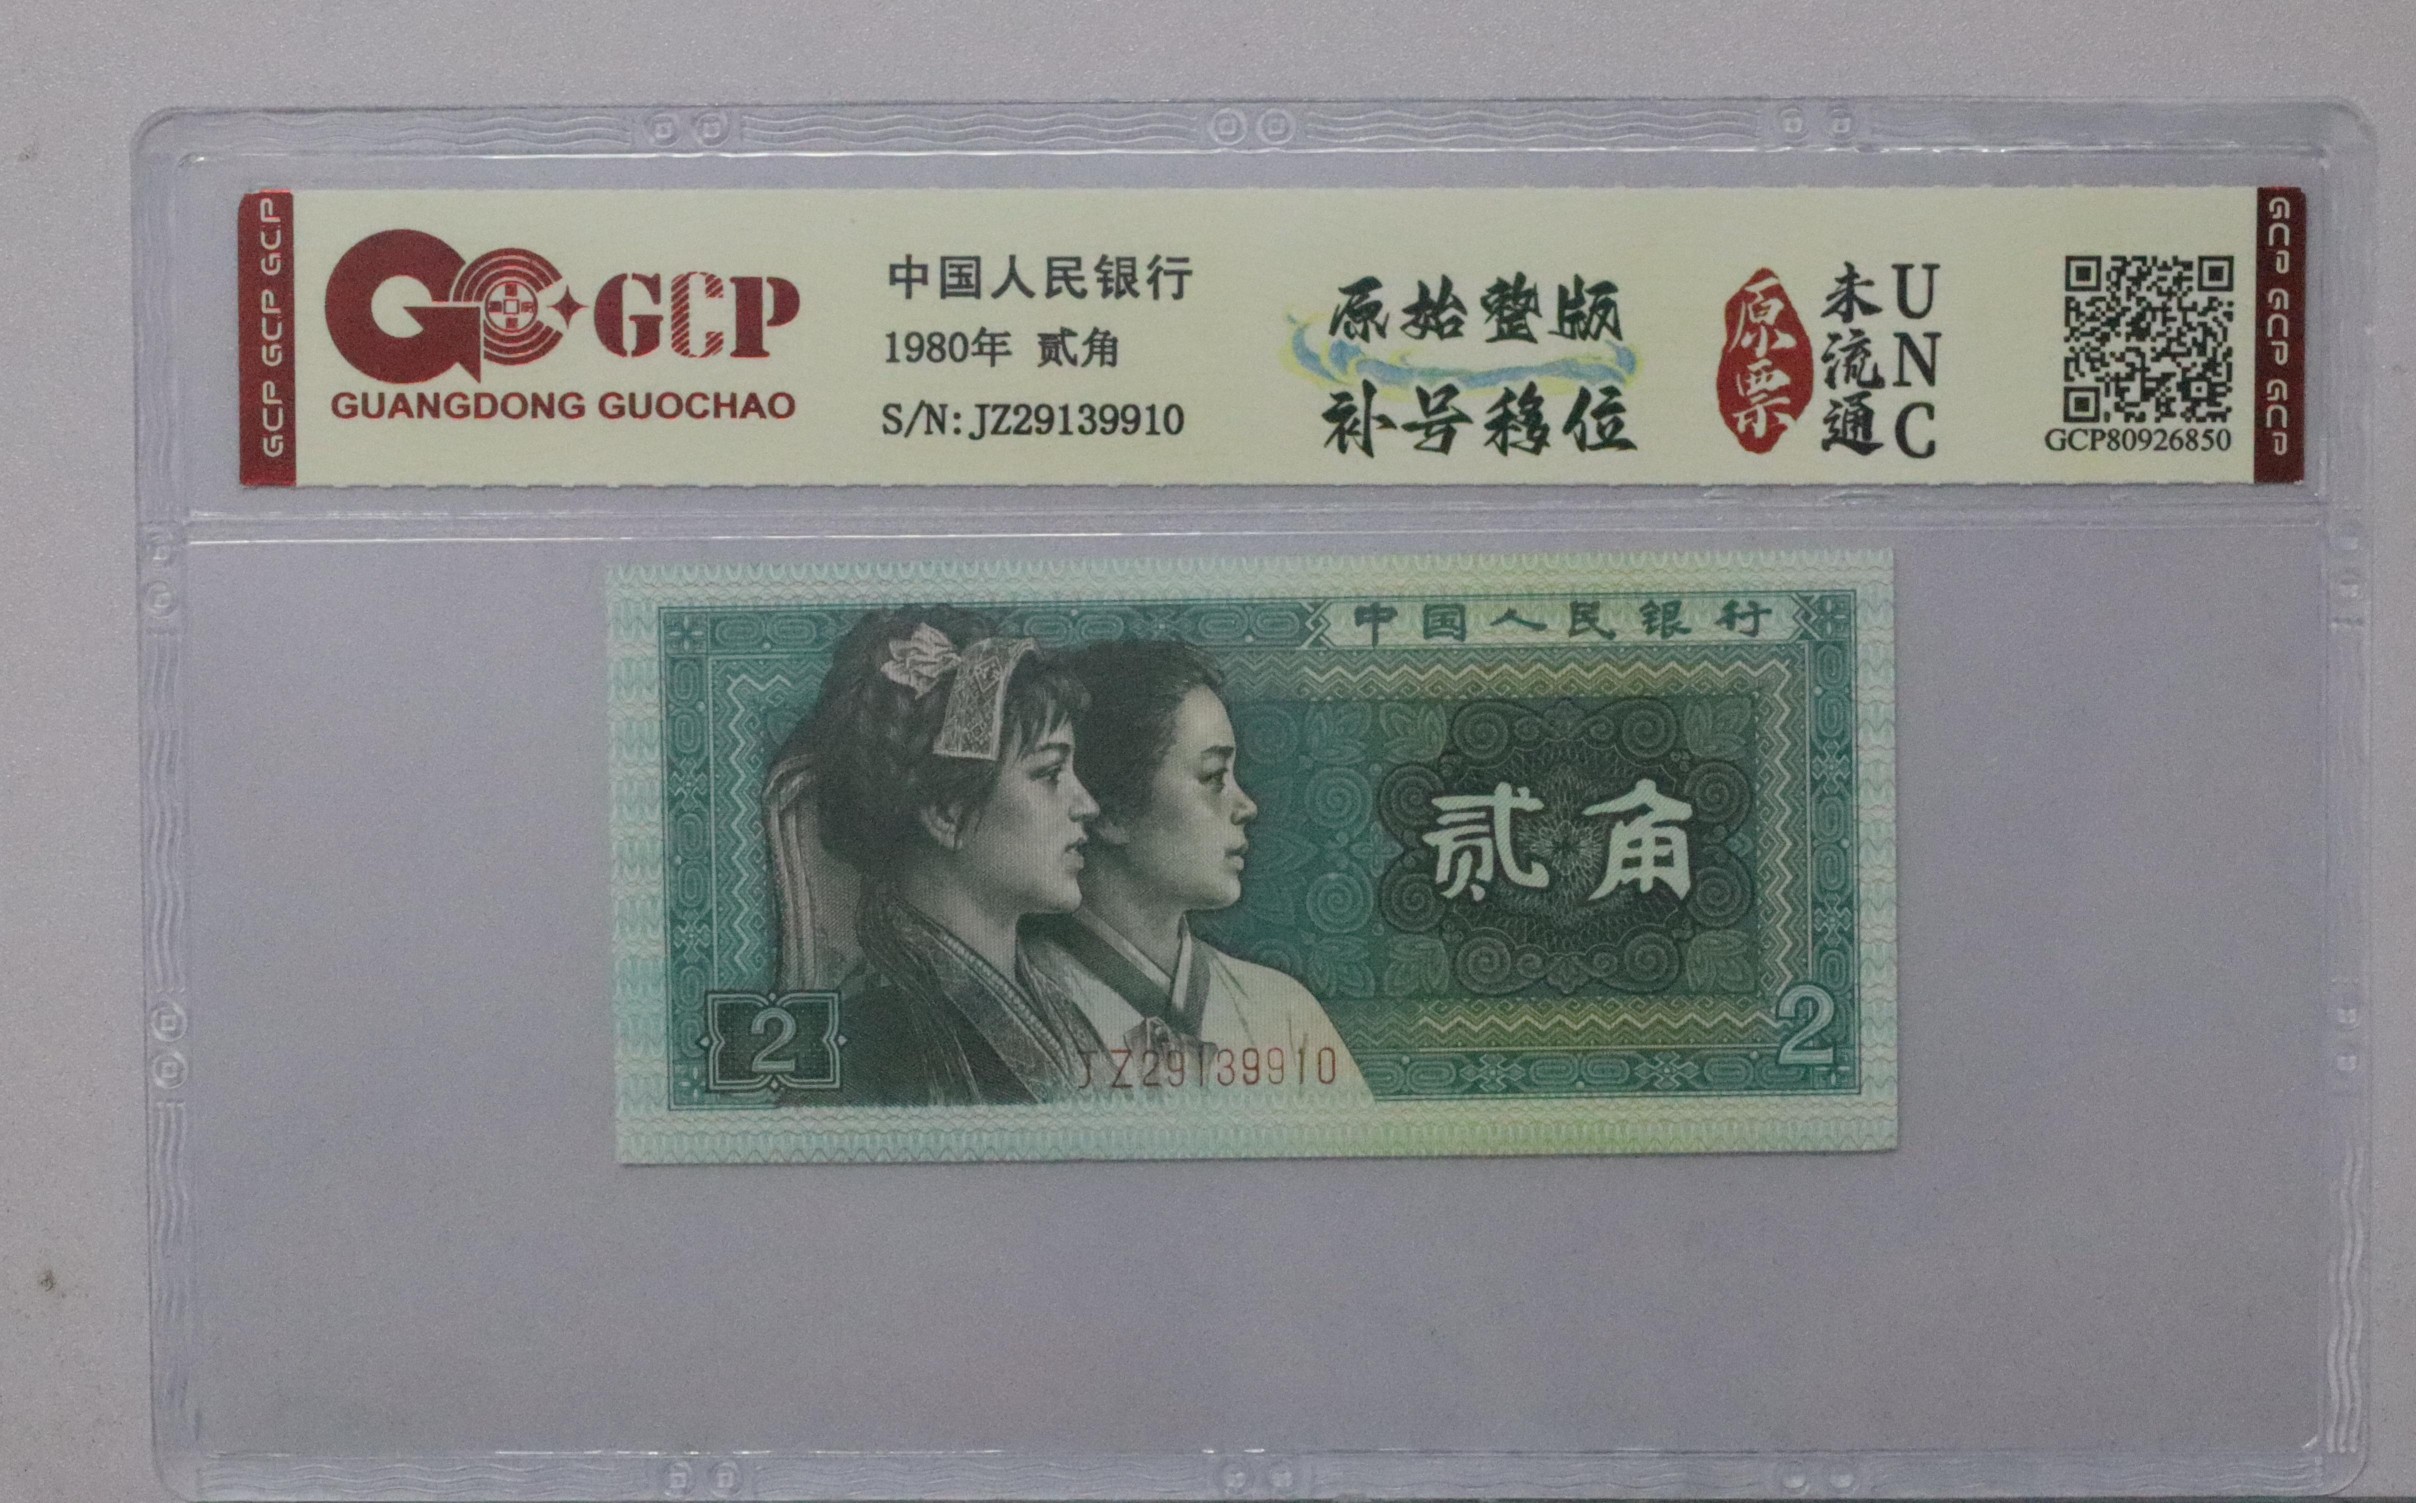 GCP GCP GCP
GCP
GUANGDONG GUOCHAO
中国人民银行
1980年 贰角
S/N: JZ29139910
原始整版
补号移位
原票
未流通
UNC
GCP80926850
GCP GCP GCP
中国人民银行
贰角
2
2
JZ29139910